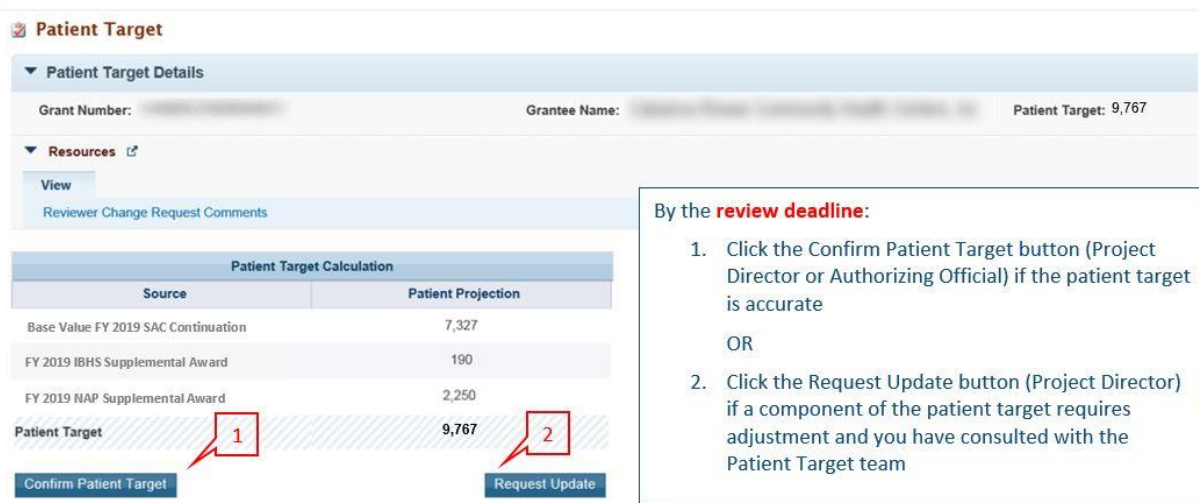 Patient Target
Patient Target Details
Grant Number:
Grantee Name:
Patient Target: 9,767
Resources
View
Reviewer Change Request Comments
Patient Target Calculation
Source Patient Projection
Base Value FY 2019 SAC Continuation 7,327
FY 2019 IBHS Supplemental Award 190
FY 2019 NAP Supplemental Award 2,250
Patient Target 9,767
1
2
Confirm Patient Target
Request Update
By the review deadline:
1. Click the Confirm Patient Target button (Project
Director or Authorizing Official) if the patient target
is accurate
OR
2. Click the Request Update button (Project Director)
if a component of the patient target requires
adjustment and you have consulted with the
Patient Target team